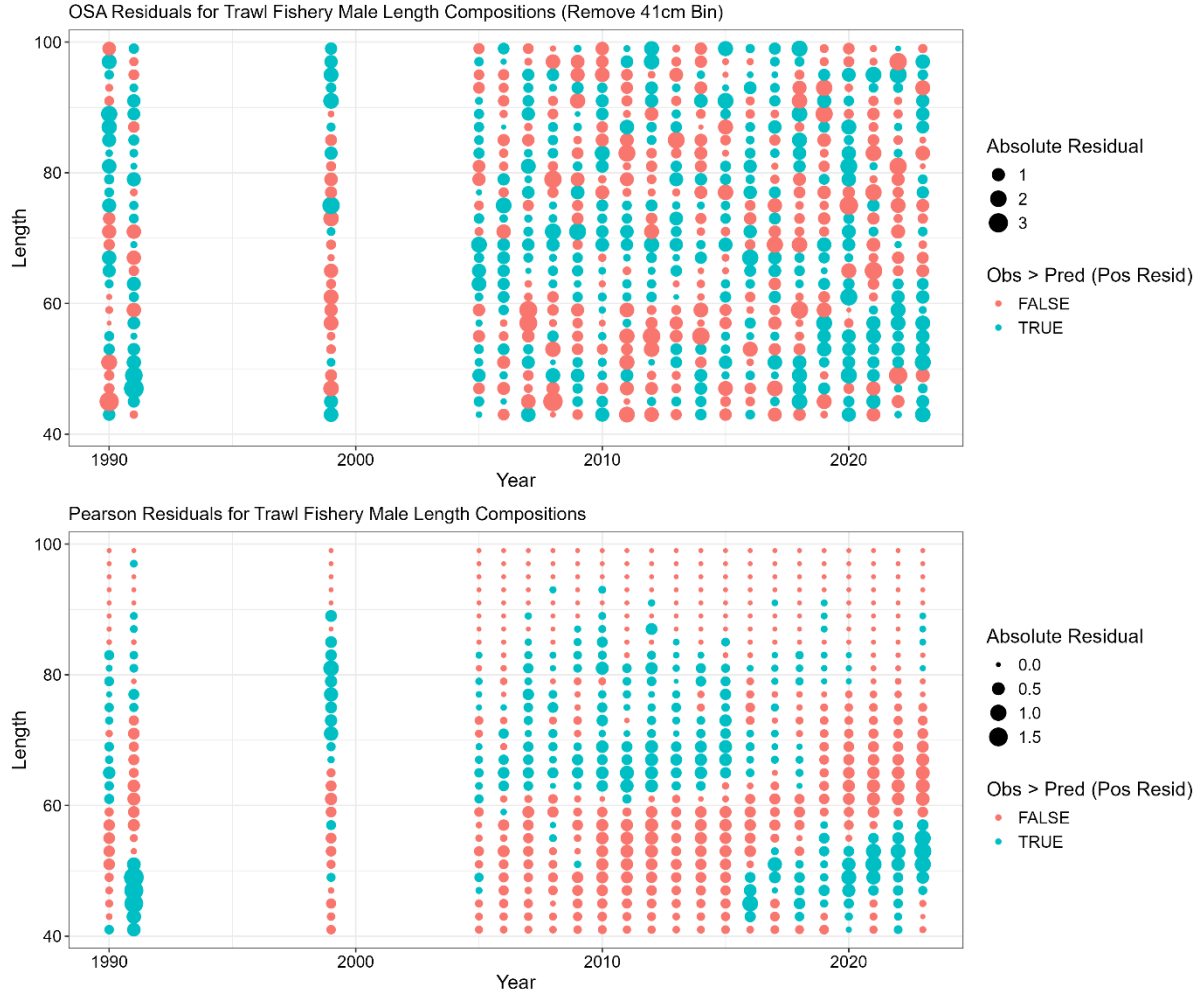 OSA Residuals for Trawl Fishery Male Length Compositions (Remove 41cm Bin)
100
80
60
40
Length
1990
2000
2010
2020
Year
Absolute Residual
1
2
3
Obs > Pred (Pos Resid)
FALSE
TRUE
Pearson Residuals for Trawl Fishery Male Length Compositions
100
80
60
40
Length
1990
2000
2010
2020
Year
Absolute Residual
0.0
0.5
1.0
1.5
Obs > Pred (Pos Resid)
FALSE
TRUE